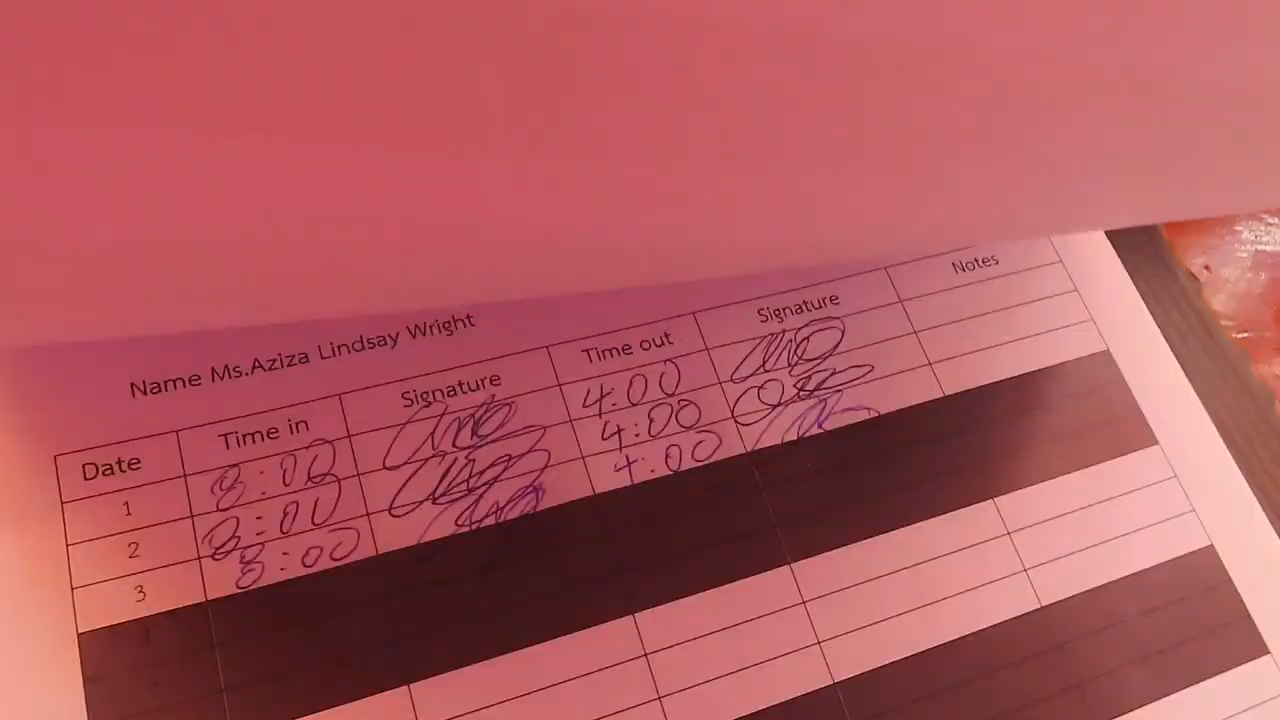 Name Ms.Aziza Lindsay Wright
Date Time in Signature Time out Signature Notes
1 8:00 4:00
2 8:00 4:00
3 8:00 4:00